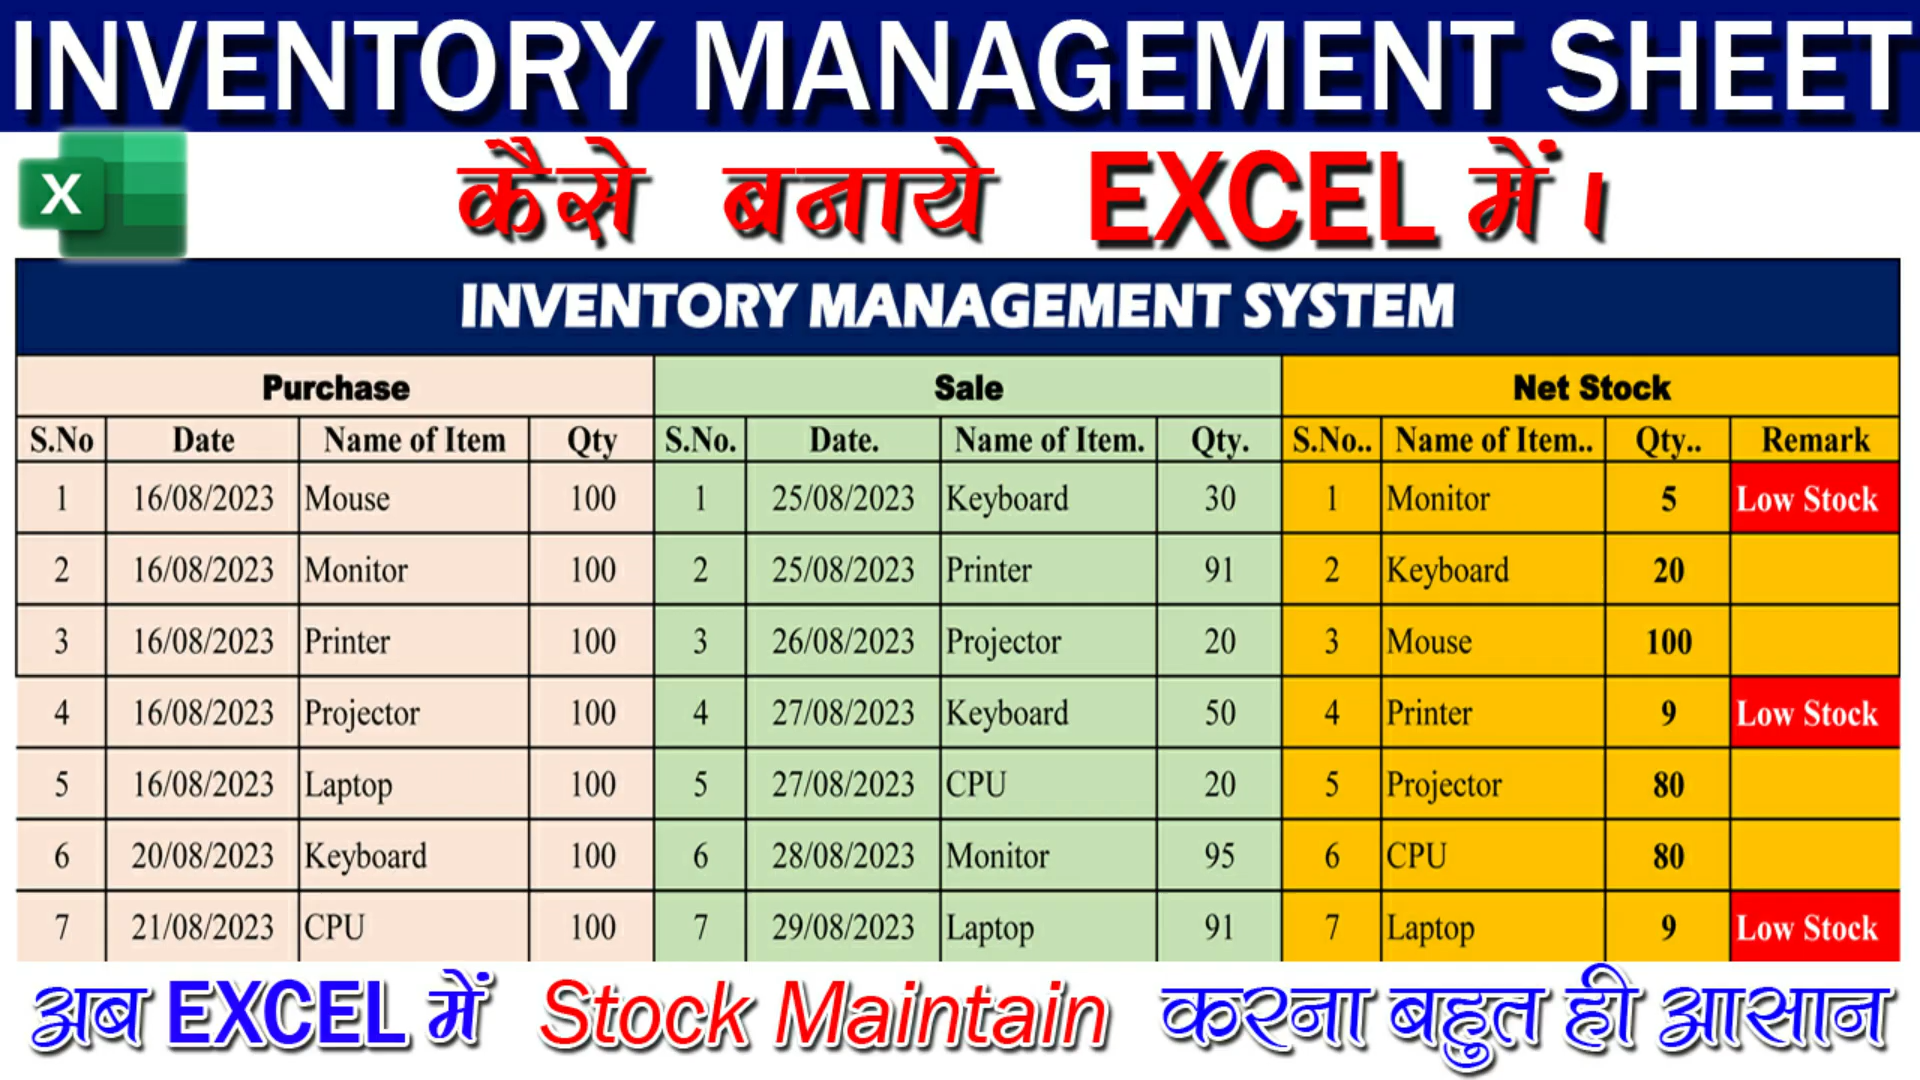 INVENTORY MANAGEMENT SHEET
X
कैसे बनाये EXCEL में।
INVENTORY MANAGEMENT SYSTEM
Purchase Sale Net Stock
S.No Date Name of Item Qty S.No. Date. Name of Item. Qty. S.No.. Name of Item.. Qty.. Remark
1 16/08/2023 Mouse 100 1 25/08/2023 Keyboard 30 1 Monitor 5 Low Stock
2 16/08/2023 Monitor 100 2 25/08/2023 Printer 91 2 Keyboard 20
3 16/08/2023 Printer 100 3 26/08/2023 Projector 20 3 Mouse 100
4 16/08/2023 Projector 100 4 27/08/2023 Keyboard 50 4 Printer 9 Low Stock
5 16/08/2023 Laptop 100 5 27/08/2023 CPU 20 5 Projector 80
6 20/08/2023 Keyboard 100 6 28/08/2023 Monitor 95 6 CPU 80
7 21/08/2023 CPU 100 7 29/08/2023 Laptop 91 7 Laptop 9 Low Stock
अब EXCEL में Stock Maintain करना बहुत ही आसान